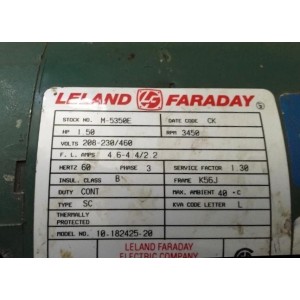 LELAND FARADAY
STOCK NO. M-5350E DATE CODE CK
HP 1.50 RPM 3450
VOLTS 208-230/460
F. L. AMPS 4.6-4.4/2.2
HERTZ 60 PHASE 3 SERVICE FACTOR 1.30
INSUL. CLASS B FRAME K56J
DUTY CONT MAX. AMBIENT 40 °C
TYPE SC KVA CODE LETTER L
THERMALLY
PROTECTED
MODEL NO. 10.182425-20
LELAND FARADAY
ELECTRIC COMPANY